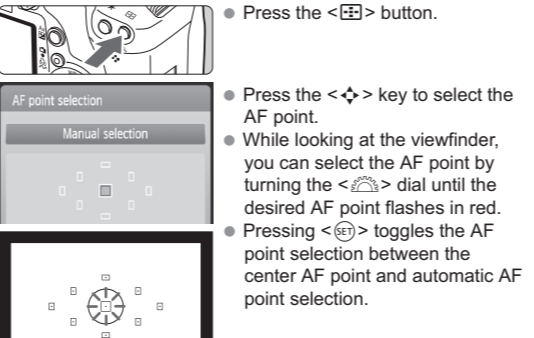 ● Press the <> button.
AF point selection
Manual selection
● Press the <> key to select the
AF point.
● While looking at the viewfinder,
you can select the AF point by
turning the <> dial until the
desired AF point flashes in red.
● Pressing <SET> toggles the AF
point selection between the
center AF point and automatic AF
point selection.